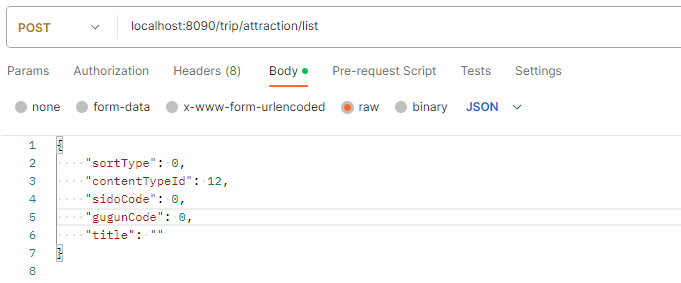 POST localhost:8090/trip/attraction/list
Params Authorization Headers (8) Body Pre-request Script Tests Settings
none form-data x-www-form-urlencoded raw binary JSON
1 {
2 "sortType": 0,
3 "contentTypeId": 12,
4 "sidoCode": 0,
5 "gugunCode": 0,
6 "title": ""
7 }
8